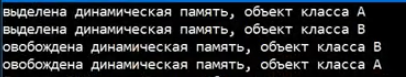 выделена динамическая память, объект класса A
выделена динамическая память, объект класса B
овобождена динамическая память, объект класса B
овобождена динамическая память, объект класса A